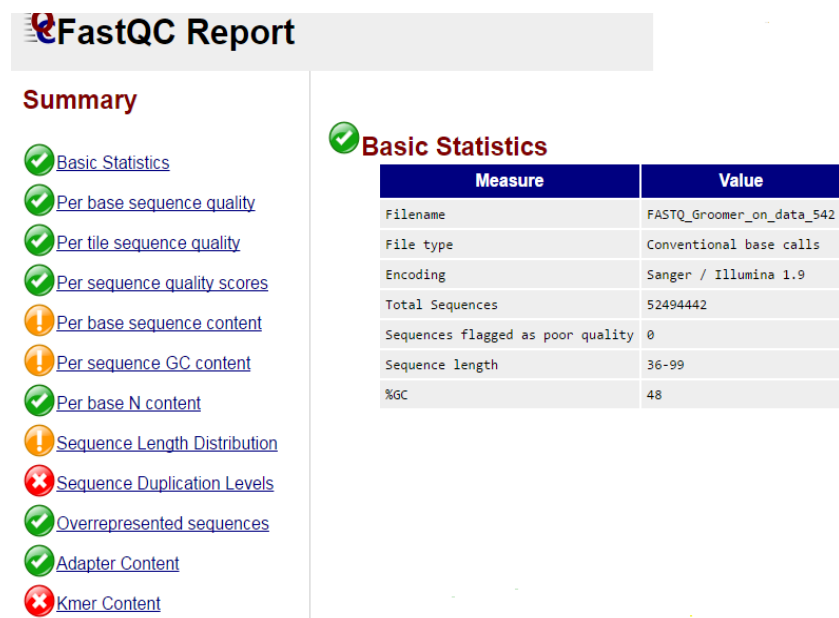 FastQC Report
Summary
Basic Statistics
Per base sequence quality
Per tile sequence quality
Per sequence quality scores
Per base sequence content
Per sequence GC content
Per base N content
Sequence Length Distribution
Sequence Duplication Levels
Overrepresented sequences
Adapter Content
Kmer Content
Basic Statistics
Measure Value
Filename FASTQ_Groomer_on_data_542
File type Conventional base calls
Encoding Sanger / Illumina 1.9
Total Sequences 52494442
Sequences flagged as poor quality 0
Sequence length 36-99
%GC 48